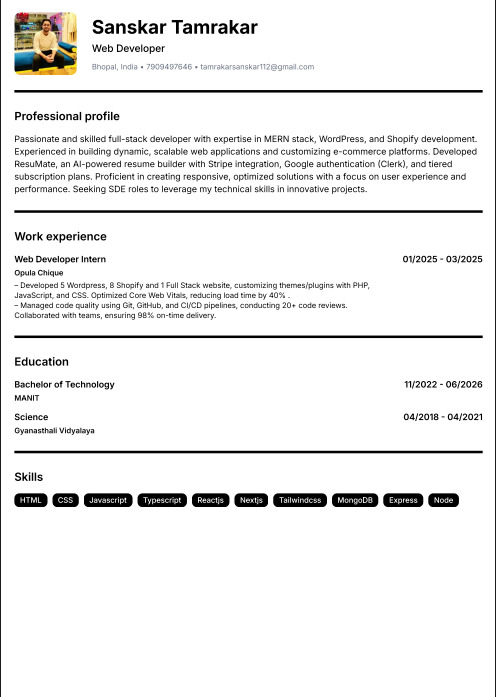 Sanskar Tamrakar
Web Developer
Bhopal, India • 7909497646 • tamrakarsanskar112@gmail.com
Professional profile
Passionate and skilled full-stack developer with expertise in MERN stack, WordPress, and Shopify development.
Experienced in building dynamic, scalable web applications and customizing e-commerce platforms. Developed
ResuMate, an AI-powered resume builder with Stripe integration, Google authentication (Clerk), and tiered
subscription plans. Proficient in creating responsive, optimized solutions with a focus on user experience and
performance. Seeking SDE roles to leverage my technical skills in innovative projects.
Work experience
Web Developer Intern 01/2025 - 03/2025
Opula Chique
– Developed 5 Wordpress, 8 Shopify and 1 Full Stack website, customizing themes/plugins with PHP,
JavaScript, and CSS. Optimized Core Web Vitals, reducing load time by 40% .
– Managed code quality using Git, GitHub, and CI/CD pipelines, conducting 20+ code reviews.
Collaborated with teams, ensuring 98% on-time delivery.
Education
Bachelor of Technology 11/2022 - 06/2026
MANIT
Science 04/2018 - 04/2021
Gyanasthali Vidyalaya
Skills
HTML CSS Javascript Typescript Reactjs Nextjs Tailwindcss MongoDB Express Node